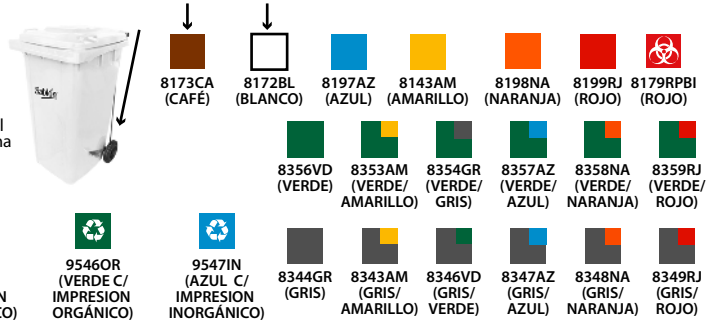 8173CA
(CAFÉ)
8172BL
(BLANCO)
8197AZ
(AZUL)
8143AM
(AMARILLO)
8198NA
(NARANJA)
8199RJ
(ROJO)
8179RPBI
(ROJO)
8356VD
(VERDE)
8353AM
(VERDE/
AMARILLO)
8354GR
(VERDE/
GRIS)
8357AZ
(VERDE/
AZUL)
8358NA
(VERDE/
NARANJA)
8359RJ
(VERDE/
ROJO)
9546OR
(VERDE C/
IMPRESION
ORGÁNICO)
9547IN
(AZUL C/
IMPRESION
INORGÁNICO)
8344GR
(GRIS)
8343AM
(GRIS/
AMARILLO)
8346VD
(GRIS/
VERDE)
8347AZ
(GRIS/
AZUL)
8348NA
(GRIS/
NARANJA)
8349RJ
(GRIS/
ROJO)